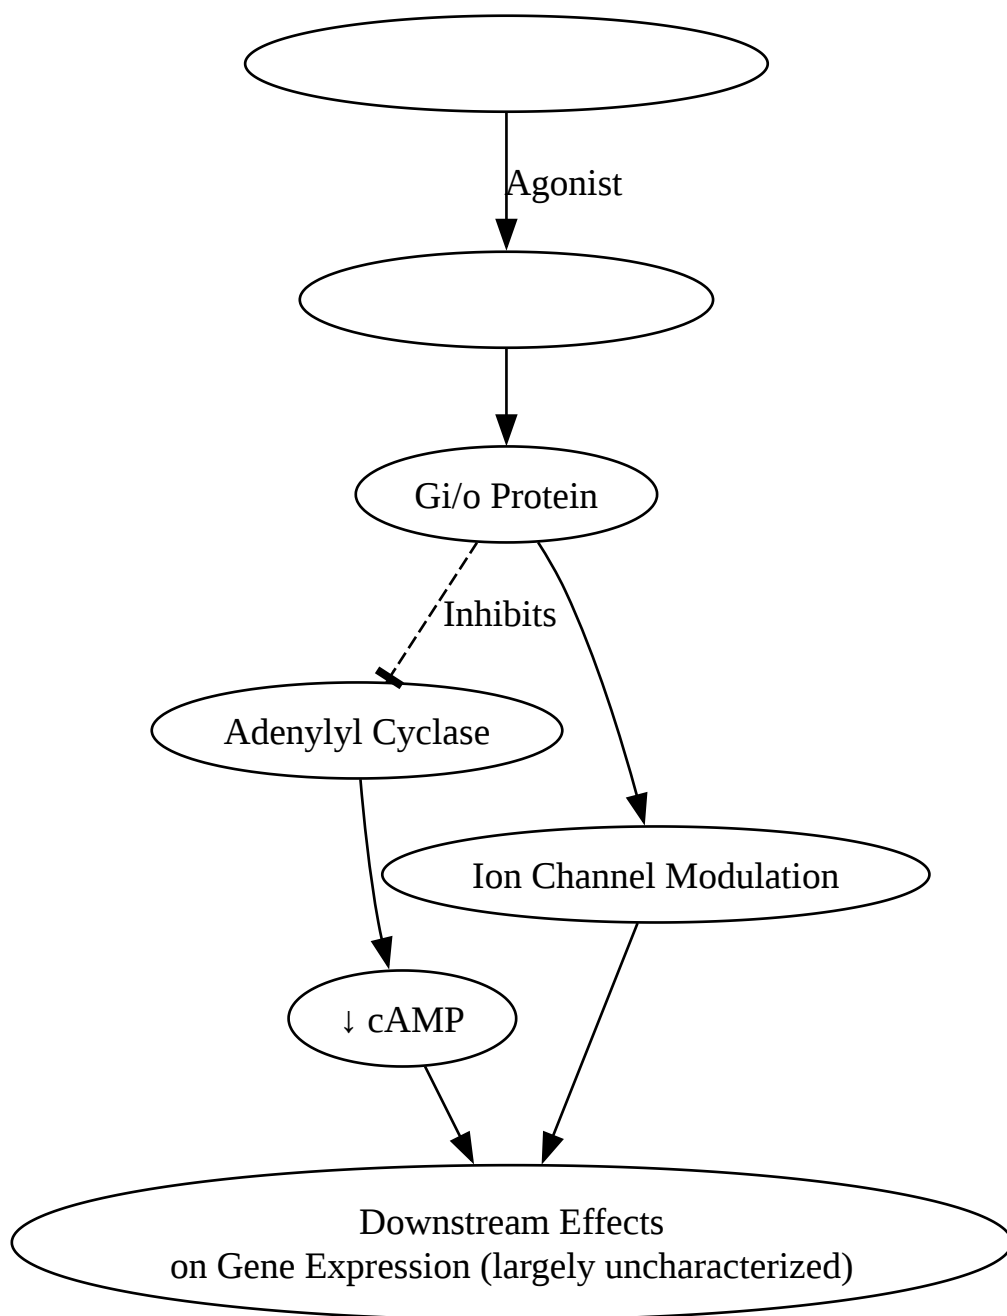 Agonist
Gi/o Protein
Inhibits
Adenylyl Cyclase
Ion Channel Modulation
↓ cAMP
Downstream Effects
on Gene Expression (largely uncharacterized)